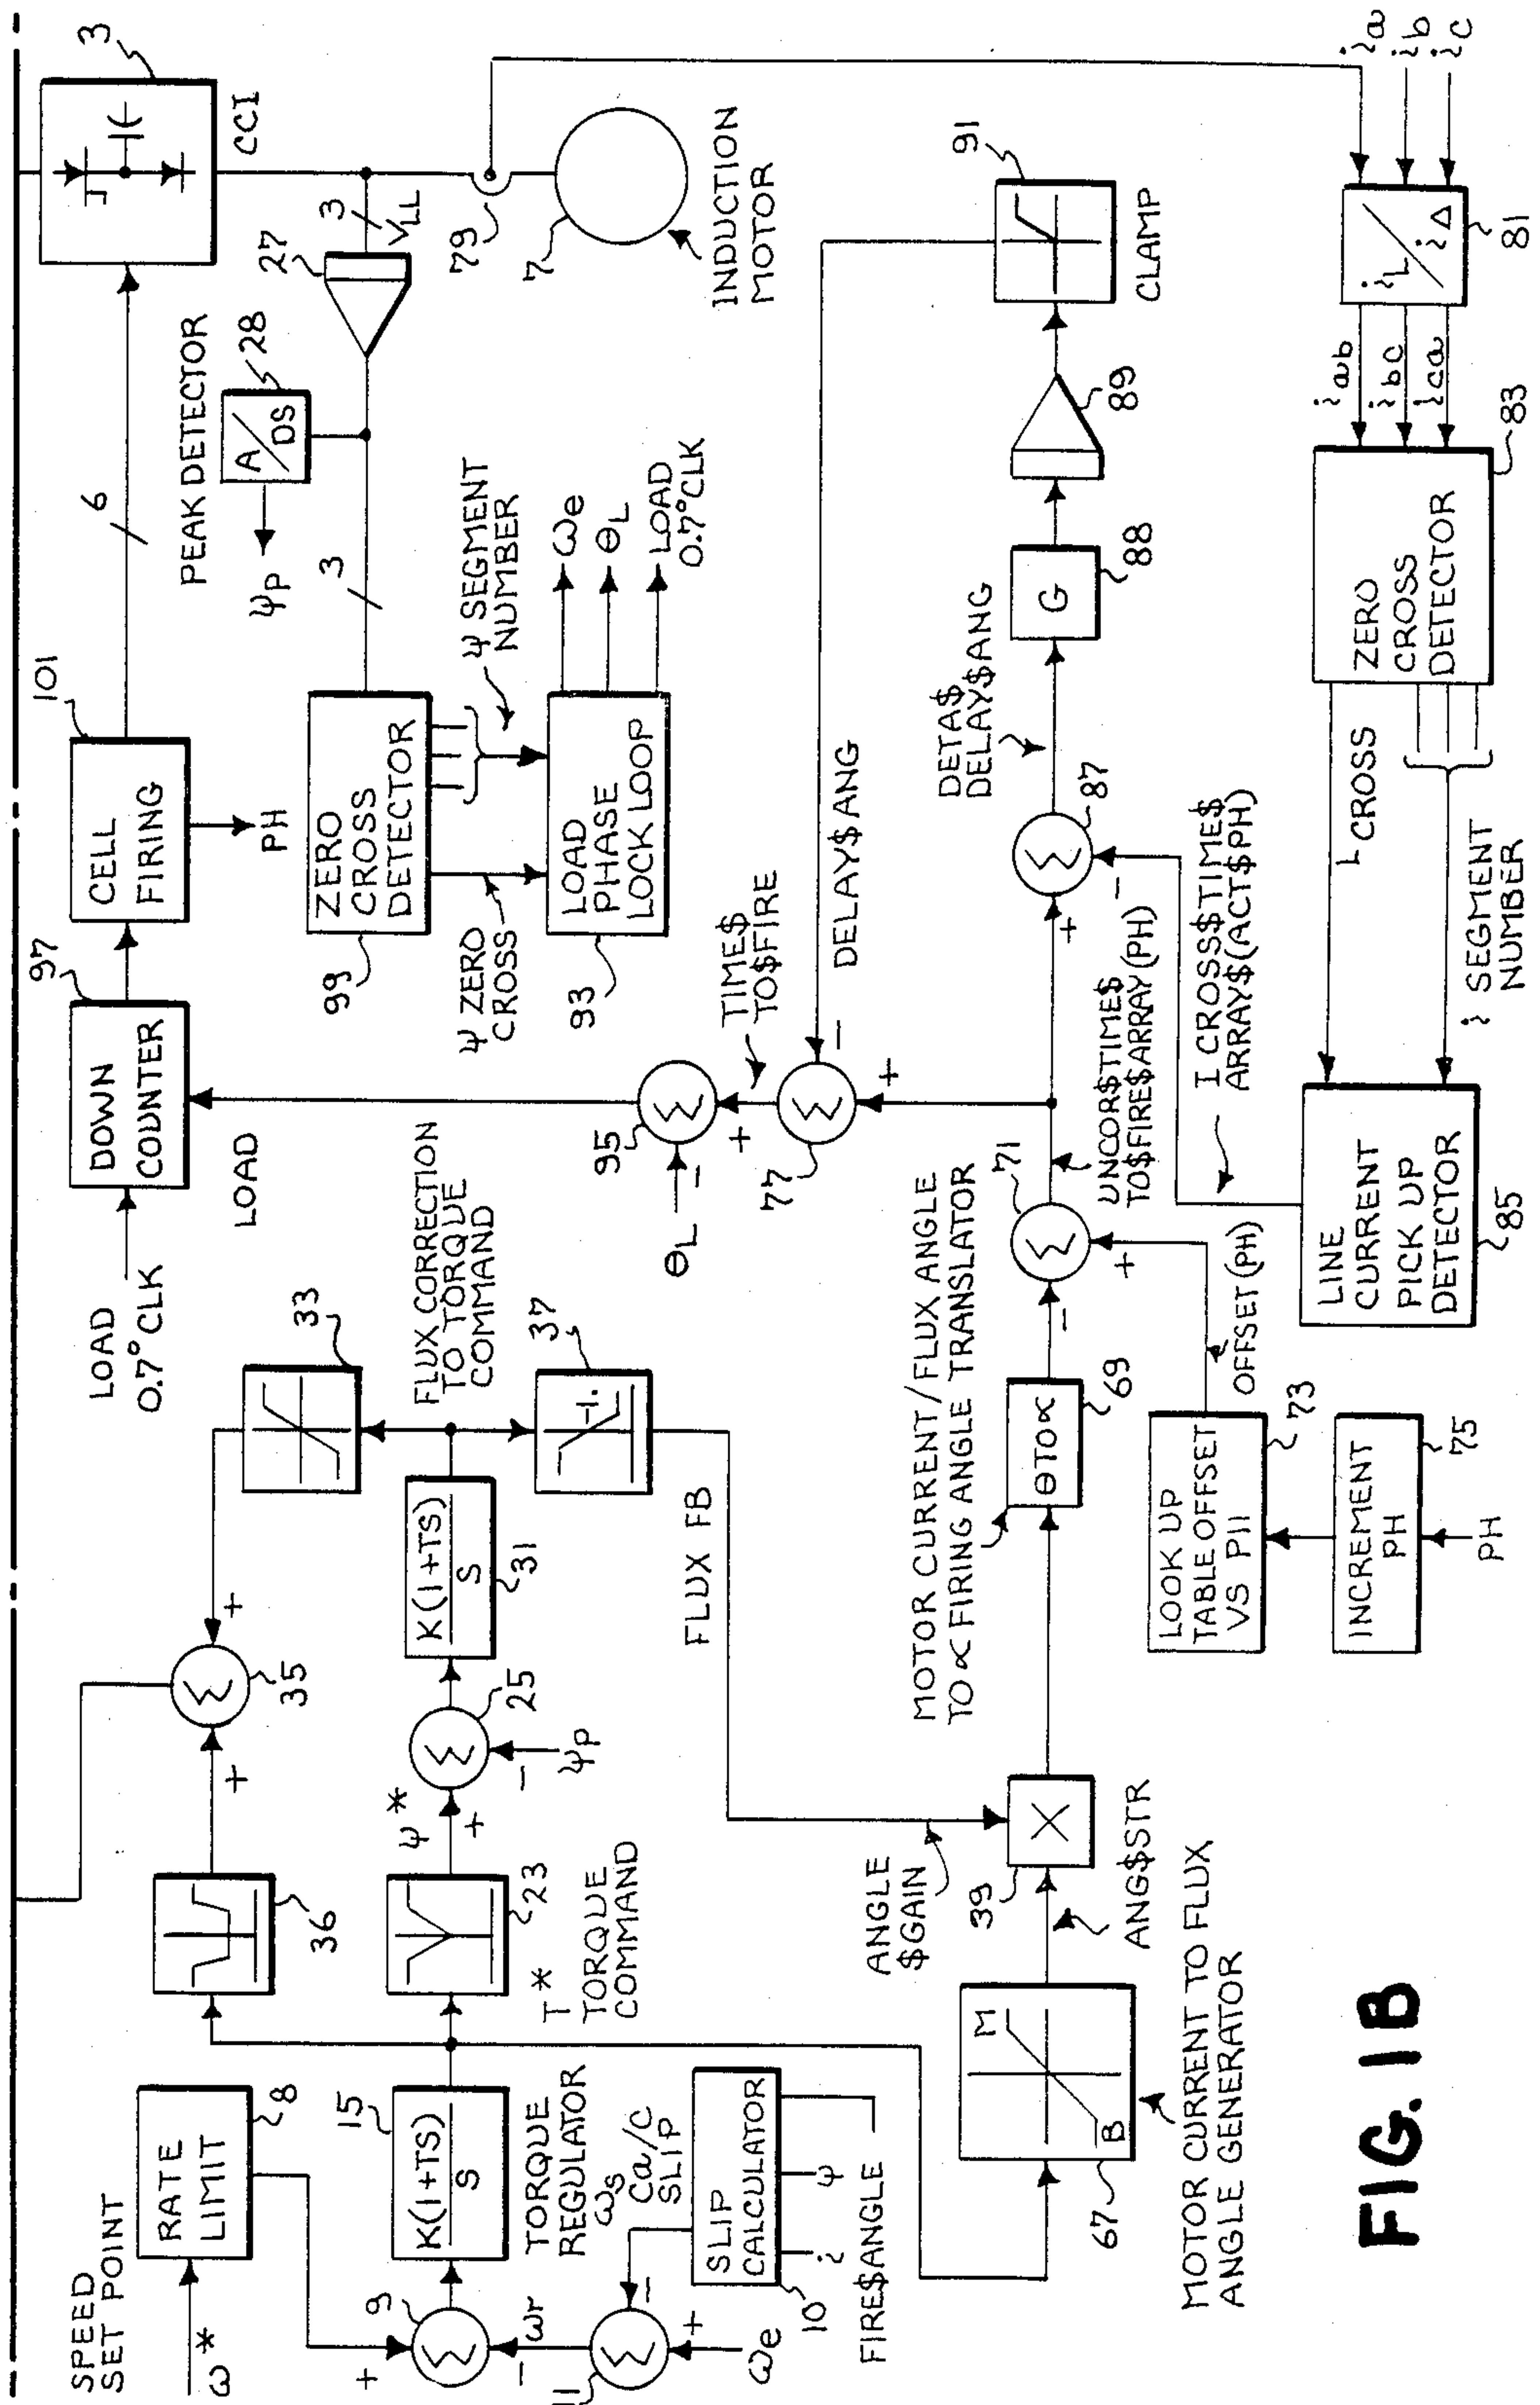 SPEED
SET POINT
ω*
RATE
LIMIT
8
+
9
Σ
-
ωr
K(1+TS)
S
15
TORQUE
REGULATOR
ωs
Ca/C
SLIP
11
Σ
-
+
ωe
SLIP
CALCULATOR
10
i
ψ
FIRE$ANGLE
36
+
Σ
35
+
23
T*
TORQUE
COMMAND
ψ*
+
Σ
25
-
ψP
K(1+TS)
S
31
33
FLUX CORRECTION
TO TORQUE
COMMAND
37
-1.
FLUX FB
M
B
67
MOTOR CURRENT TO FLUX
ANGLE GENERATOR
ANGLE
$GAIN
39
X
ANG$STR
MOTOR CURRENT/FLUX ANGLE
TO ∝ FIRING ANGLE TRANSLATOR
θTO∝
69
-
Σ
71
+
OFFSET(PH)
LOOK UP
TABLE OFFSET
VS PH
73
INCREMENT
PH
75
PH
UNCOR$TIME$
TO$FIRE$ARRAY(PH)
LOAD
0.7° CLK
DOWN
COUNTER
97
LOAD
CELL
FIRING
101
PH
6
3
CCI
θL
-
Σ
95
+
TIME$
TO$FIRE
Σ
77
-
+
DELAY$ANG
ZERO
CROSS
DETECTOR
99
ψ ZERO
CROSS
ψ SEGMENT
NUMBER
LOAD
PHASE
LOCK LOOP
93
ωe
θL
LOAD
0.7°CLK
3
PEAK DETECTOR
ψP
A/DS
28
27
3
VLL
79
7
INDUCTION
MOTOR
+
Σ
87
-
DETA$
DELAY$ANG
G
88
89
91
CLAMP
I CROSS$TIME$
ARRAY$(ACT$PH)
LINE
CURRENT
PICK UP
DETECTOR
85
i CROSS
i SEGMENT
NUMBER
ZERO
CROSS
DETECTOR
83
iab
ibc
ica
iL/iΔ
81
ia
ib
ic
FIG. 1B